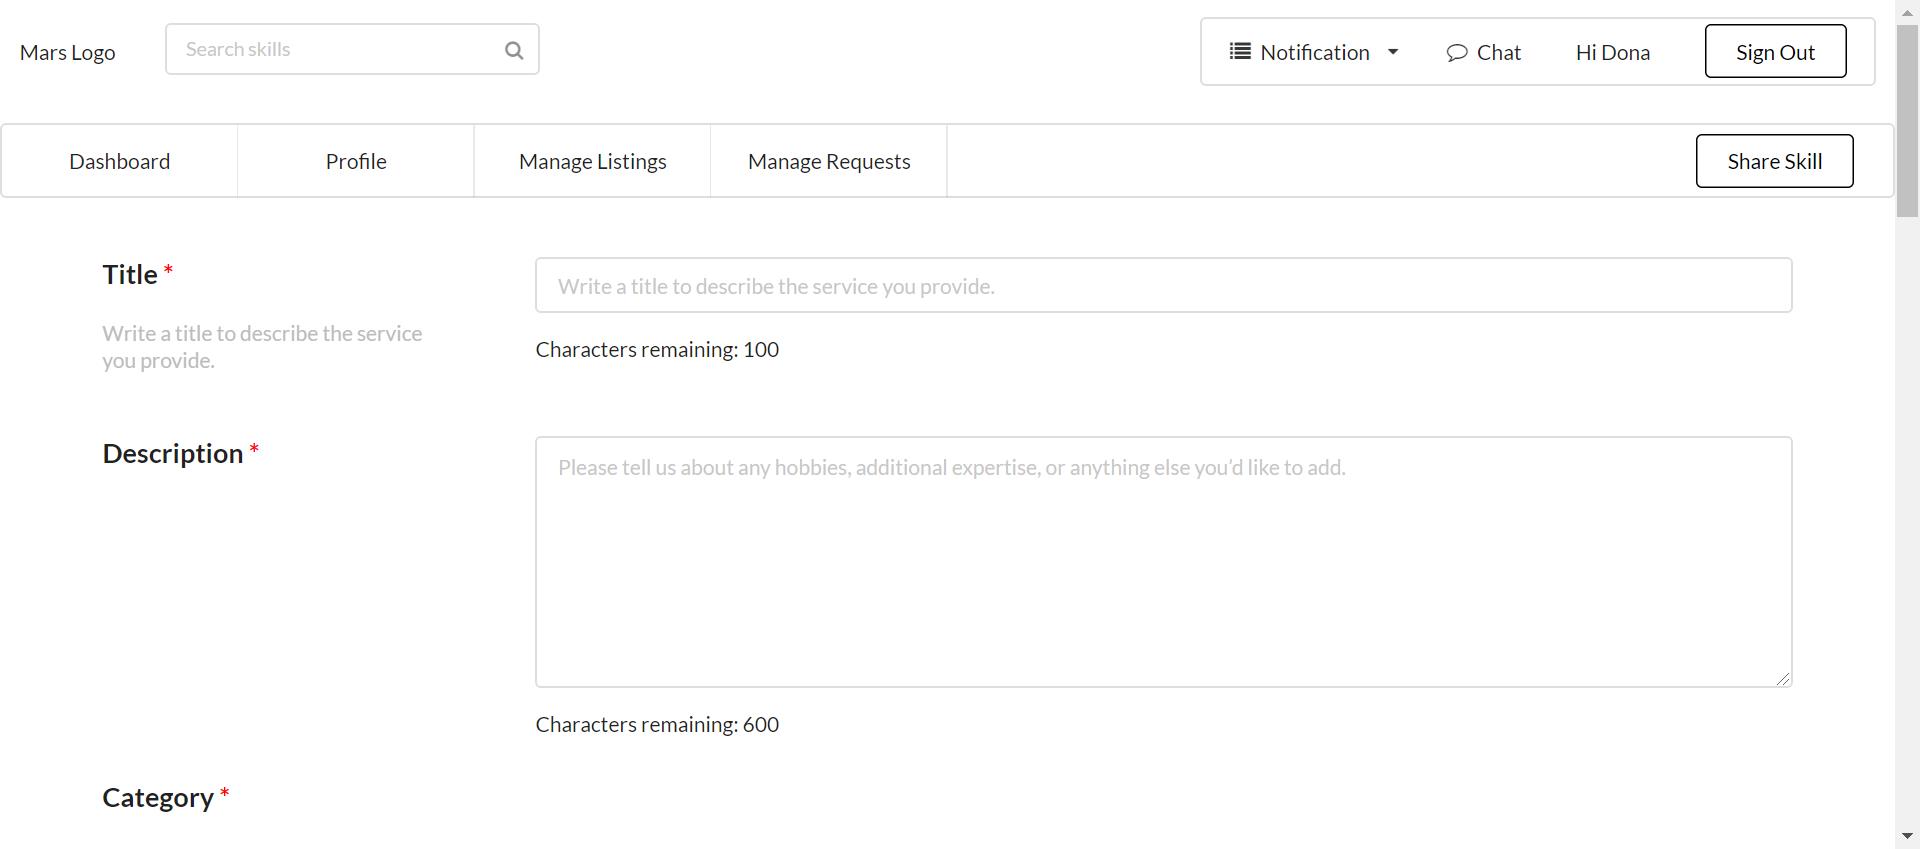 Mars Logo
Search skills
Notification
Chat
Hi Dona
Sign Out
Dashboard
Profile
Manage Listings
Manage Requests
Share Skill
Title *
Write a title to describe the service
you provide.
Write a title to describe the service you provide.
Characters remaining: 100
Description *
Please tell us about any hobbies, additional expertise, or anything else you'd like to add.
Characters remaining: 600
Category *